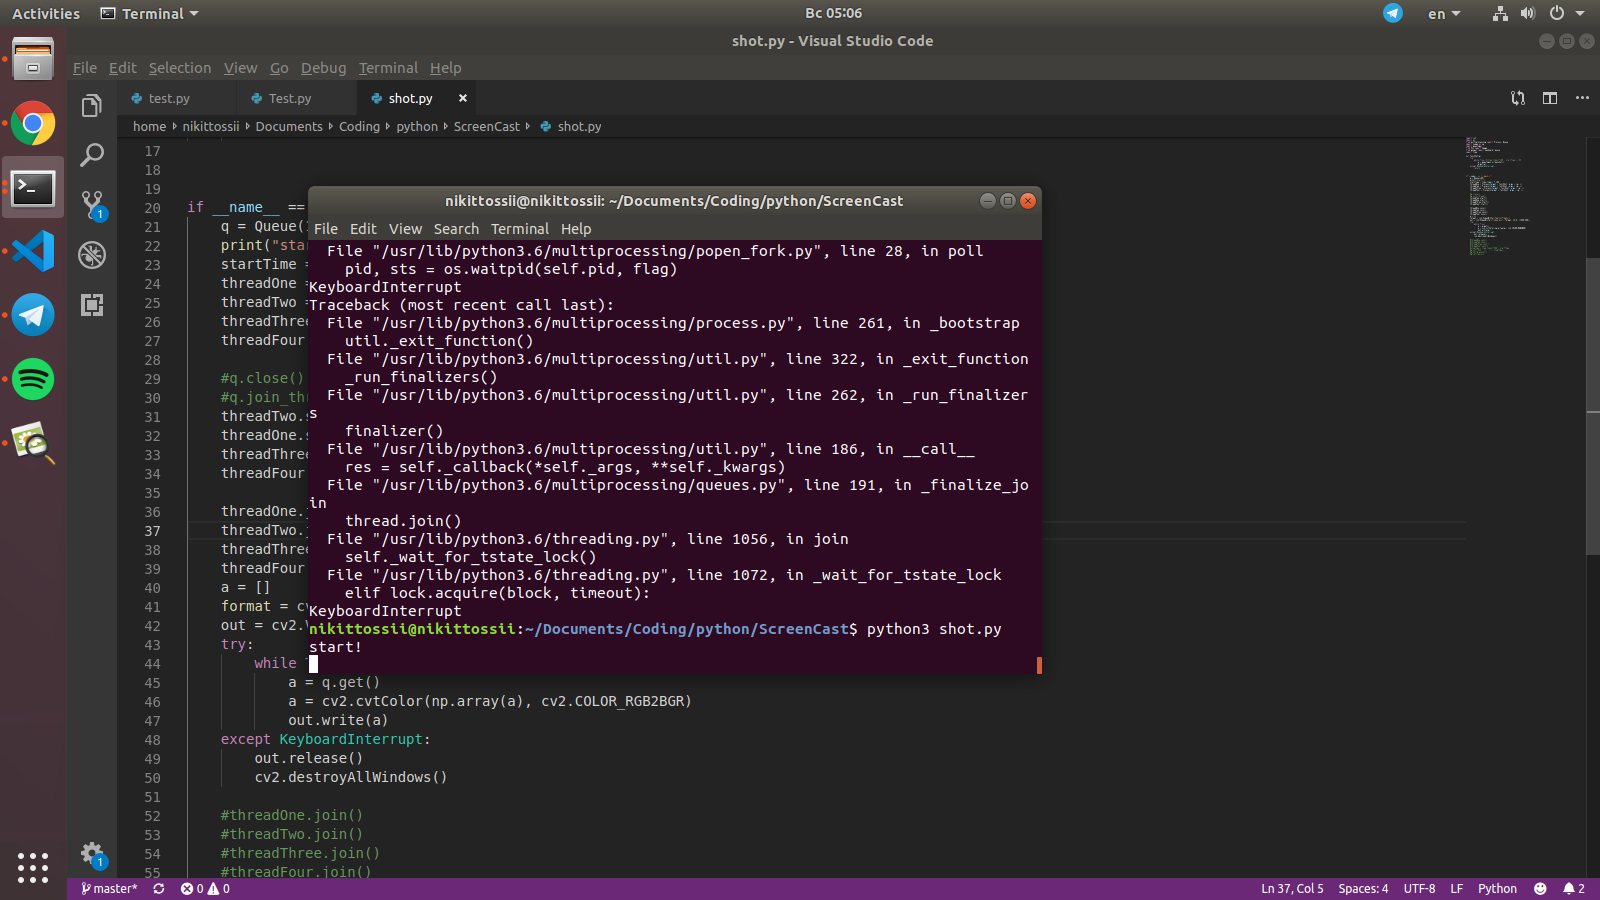 Activities Terminal Вс 05:06 en
shot.py - Visual Studio Code
File Edit Selection View Go Debug Terminal Help
test.py Test.py shot.py
home nikittossii Documents Coding python ScreenCast shot.py
17
18
19
20 if __name__ ==
21 q = Queue(
22 print("star
23 startTime =
24 threadOne =
25 threadTwo =
26 threadThree
27 threadFour
28
29 #q.close()
30 #q.join_thr
31 threadTwo.s
32 threadOne.s
33 threadThree
34 threadFour
35
36 threadOne.j
37 threadTwo.j
38 threadThree
39 threadFour
40 a = []
41 format = cv
42 out = cv2.V
43 try:
44 while
45 a = q.get()
46 a = cv2.cvtColor(np.array(a), cv2.COLOR_RGB2BGR)
47 out.write(a)
48 except KeyboardInterrupt:
49 out.release()
50 cv2.destroyAllWindows()
51
52 #threadOne.join()
53 #threadTwo.join()
54 #threadThree.join()
55 #threadFour.join()
nikittossii@nikittossii: ~/Documents/Coding/python/ScreenCast
File Edit View Search Terminal Help
File "/usr/lib/python3.6/multiprocessing/popen_fork.py", line 28, in poll
pid, sts = os.waitpid(self.pid, flag)
KeyboardInterrupt
Traceback (most recent call last):
File "/usr/lib/python3.6/multiprocessing/process.py", line 261, in _bootstrap
util._exit_function()
File "/usr/lib/python3.6/multiprocessing/util.py", line 322, in _exit_function
_run_finalizers()
File "/usr/lib/python3.6/multiprocessing/util.py", line 262, in _run_finalizer
s
finalizer()
File "/usr/lib/python3.6/multiprocessing/util.py", line 186, in __call__
res = self._callback(*self._args, **self._kwargs)
File "/usr/lib/python3.6/multiprocessing/queues.py", line 191, in _finalize_jo
in
thread.join()
File "/usr/lib/python3.6/threading.py", line 1056, in join
self._wait_for_tstate_lock()
File "/usr/lib/python3.6/threading.py", line 1072, in _wait_for_tstate_lock
elif lock.acquire(block, timeout):
KeyboardInterrupt
nikittossii@nikittossii:~/Documents/Coding/python/ScreenCast$ python3 shot.py
start!
1
1
master* 0 0 Ln 37, Col 5 Spaces: 4 UTF-8 LF Python 2